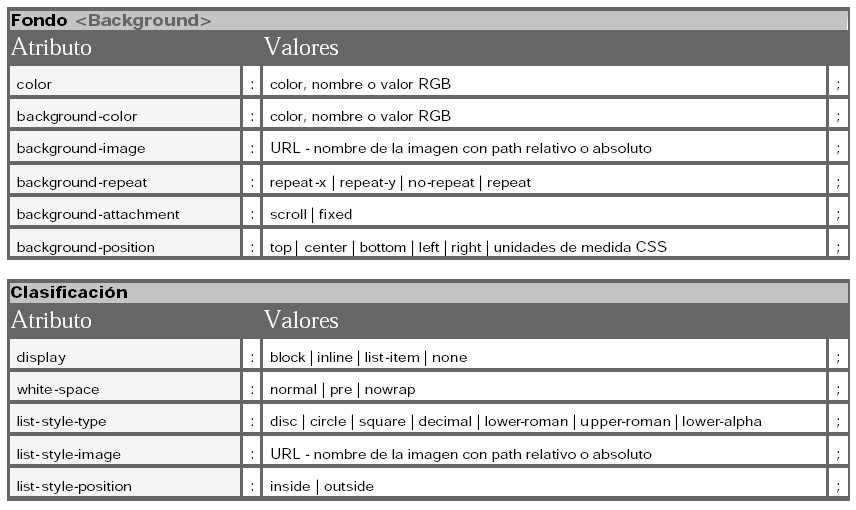 Fondo <Background>
Atributo Valores
color : color, nombre o valor RGB ;
background-color : color, nombre o valor RGB ;
background-image : URL - nombre de la imagen con path relativo o absoluto ;
background-repeat : repeat-x | repeat-y | no-repeat | repeat ;
background-attachment : scroll | fixed ;
background-position : top | center | bottom | left | right | unidades de medida CSS ;
Clasificación
Atributo Valores
display : block | inline | list-item | none ;
white-space : normal | pre | nowrap ;
list-style-type : disc | circle | square | decimal | lower-roman | upper-roman | lower-alpha ;
list-style-image : URL - nombre de la imagen con path relativo o absoluto ;
list-style-position : inside | outside ;